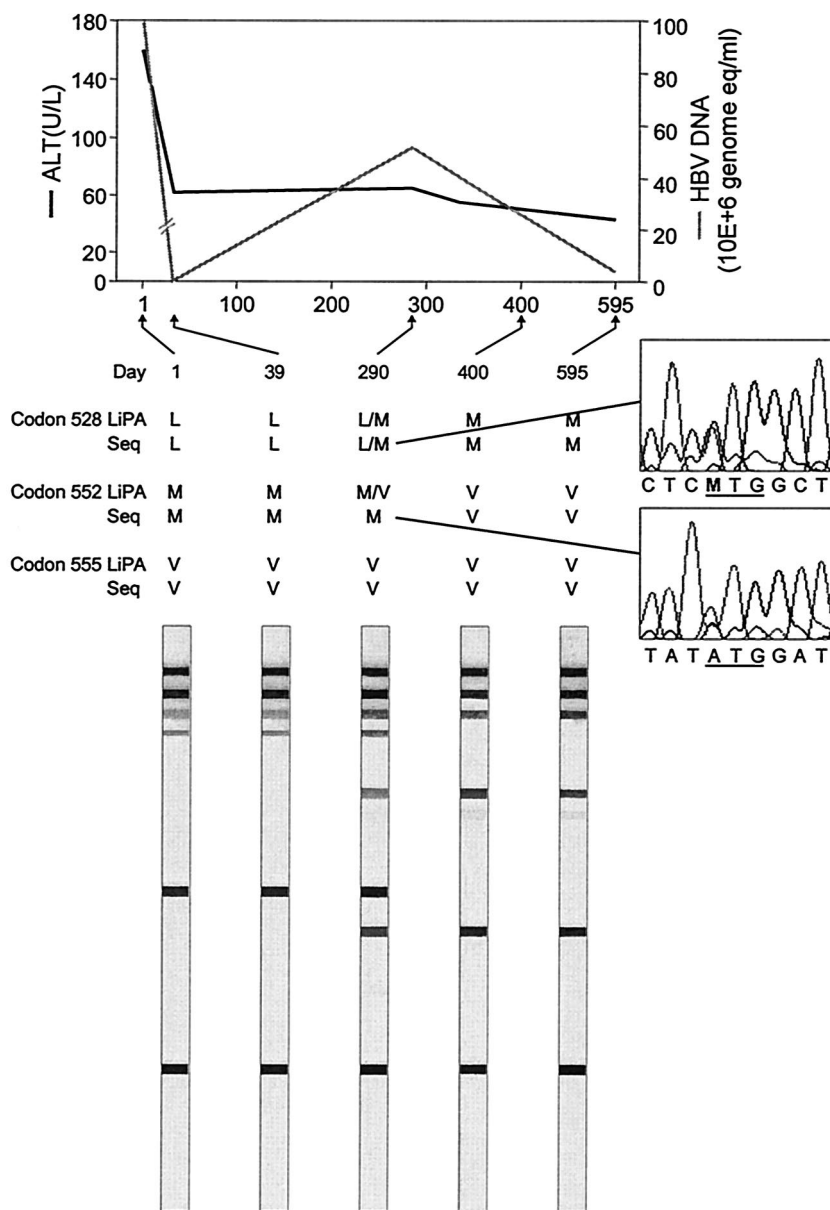 180
140
100
60
20
0
ALT(U/L)
100
80
60
40
20
0
HBV DNA
(10E+6 genome eq/ml)
1 100 200 300 400 595
Day 1 39 290 400 595
Codon 528 LiPA L L L/M M M
Seq L L L/M M M
Codon 552 LiPA M M M/V V V
Seq M M M V V
Codon 555 LiPA V V V V V
Seq V V V V V
C T C M T G G C T
T A T A T G G A T